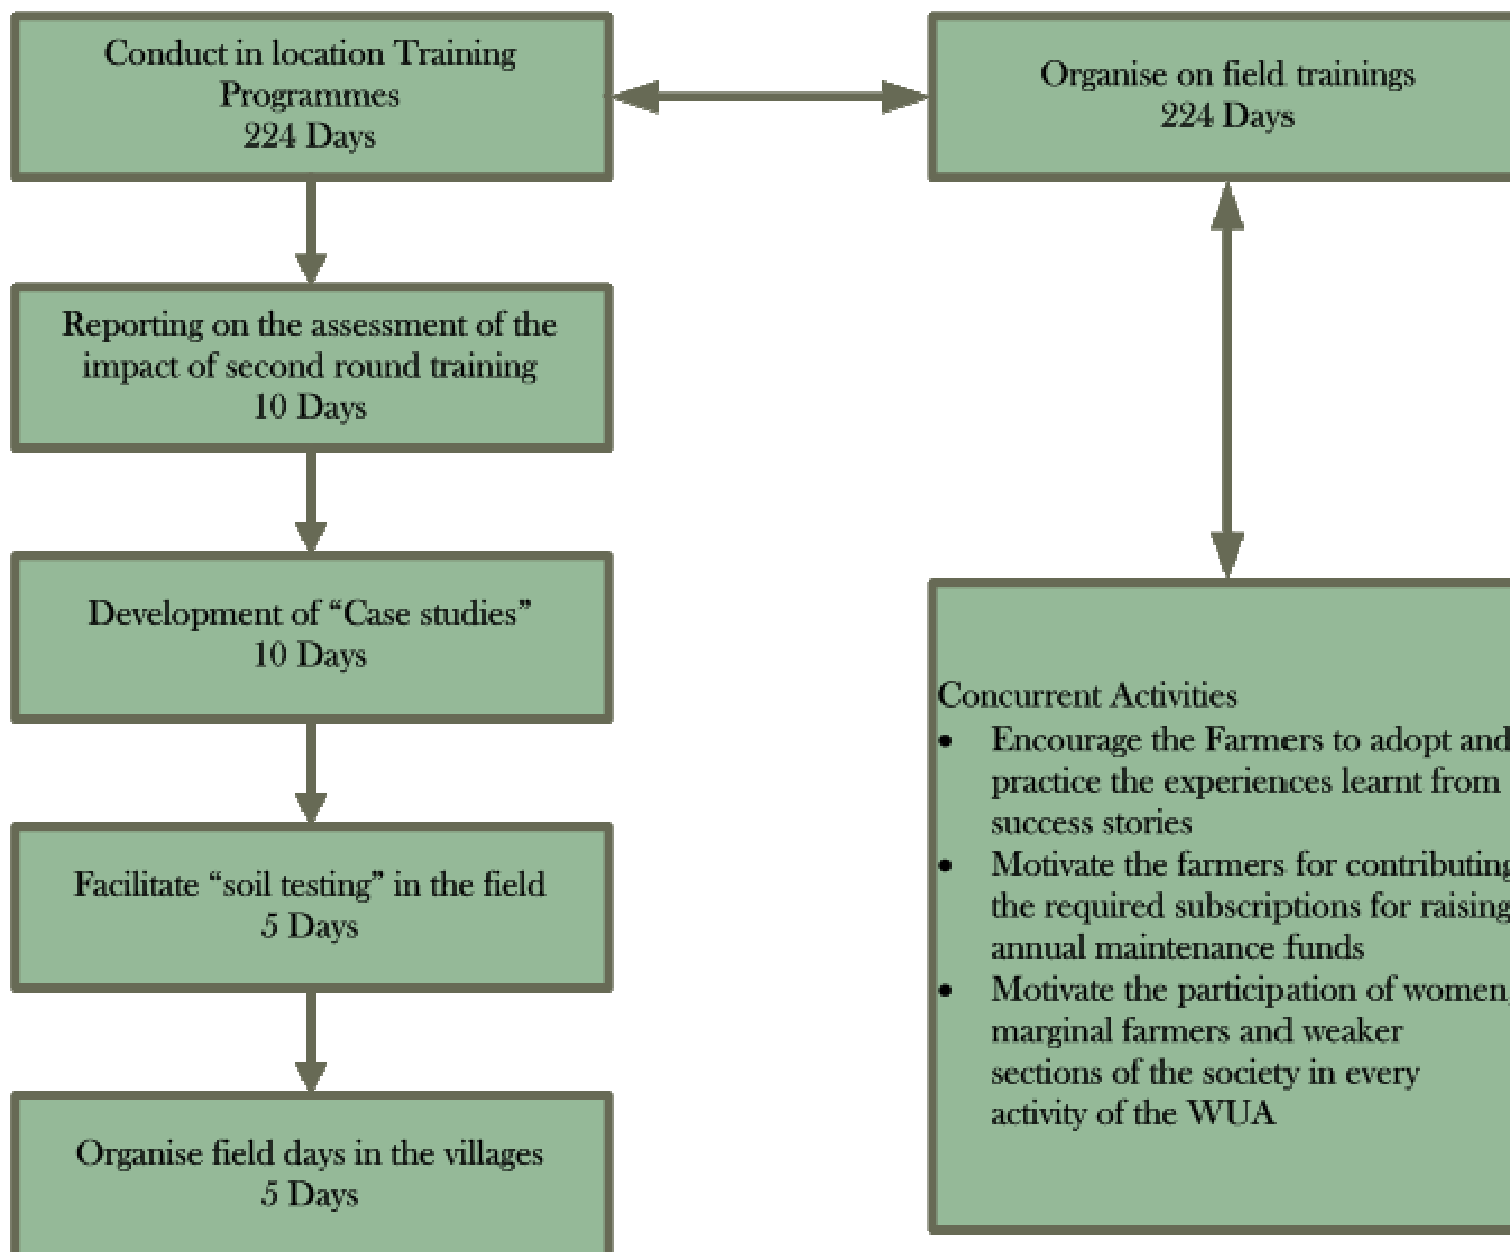 Conduct in location Training
Programmes
224 Days
Organise on field trainings
224 Days
Reporting on the assessment of the
impact of second round training
10 Days
Development of “Case studies”
10 Days
Facilitate “soil testing” in the field
5 Days
Organise field days in the villages
5 Days
Concurrent Activities
• Encourage the Farmers to adopt and
practice the experiences learnt from
success stories
• Motivate the farmers for contributing
the required subscriptions for raising
annual maintenance funds
• Motivate the participation of women,
marginal farmers and weaker
sections of the society in every
activity of the WUA